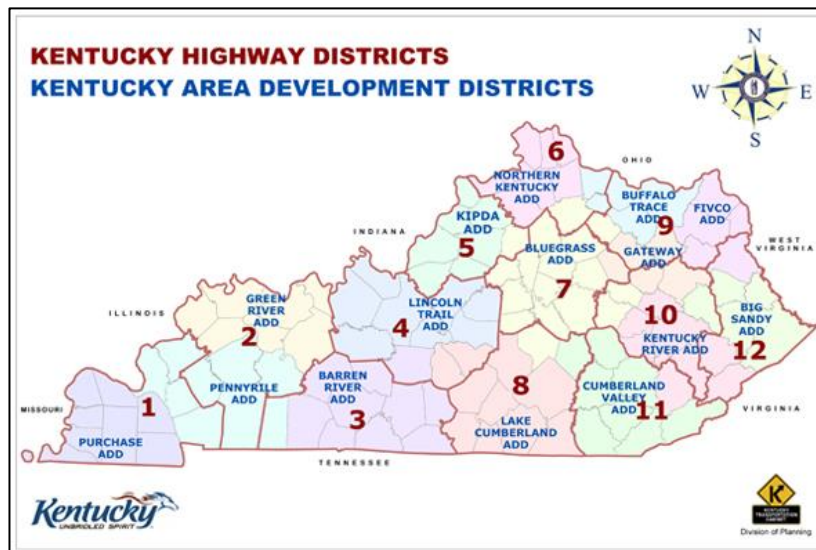 KENTUCKY HIGHWAY DISTRICTS
KENTUCKY AREA DEVELOPMENT DISTRICTS
N
W
E
S
6
OHIO
NORTHERN
KENTUCKY
ADD
BUFFALO
TRACE
ADD
9
FIVCO
ADD
KIPDA
ADD
5
INDIANA
BLUEGRASS
ADD
7
GATEWAY
ADD
WEST
VIRGINIA
ILLINOIS
GREEN
RIVER
ADD
2
LINCOLN
TRAIL
ADD
4
10
KENTUCKY
RIVER ADD
BIG
SANDY
ADD
12
MISSOURI
1
PURCHASE
ADD
PENNYRILE
ADD
BARREN
RIVER
ADD
3
8
LAKE
CUMBERLAND
ADD
CUMBERLAND
VALLEY
ADD
11
VIRGINIA
TENNESSEE
Kentucky
UNBRIDLED SPIRIT
K
KENTUCKY
TRANSPORTATION
CABINET
Division of Planning